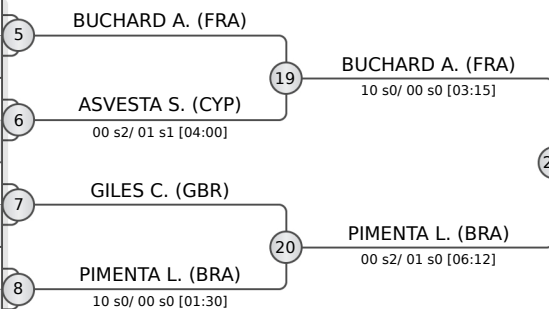 BUCHARD A. (FRA)
5
19
BUCHARD A. (FRA)
10 s0/ 00 s0 [03:15]
ASVESTA S. (CYP)
6
00 s2/ 01 s1 [04:00]
GILES C. (GBR)
7
20
PIMENTA L. (BRA)
00 s2/ 01 s0 [06:12]
PIMENTA L. (BRA)
8
10 s0/ 00 s0 [01:30]